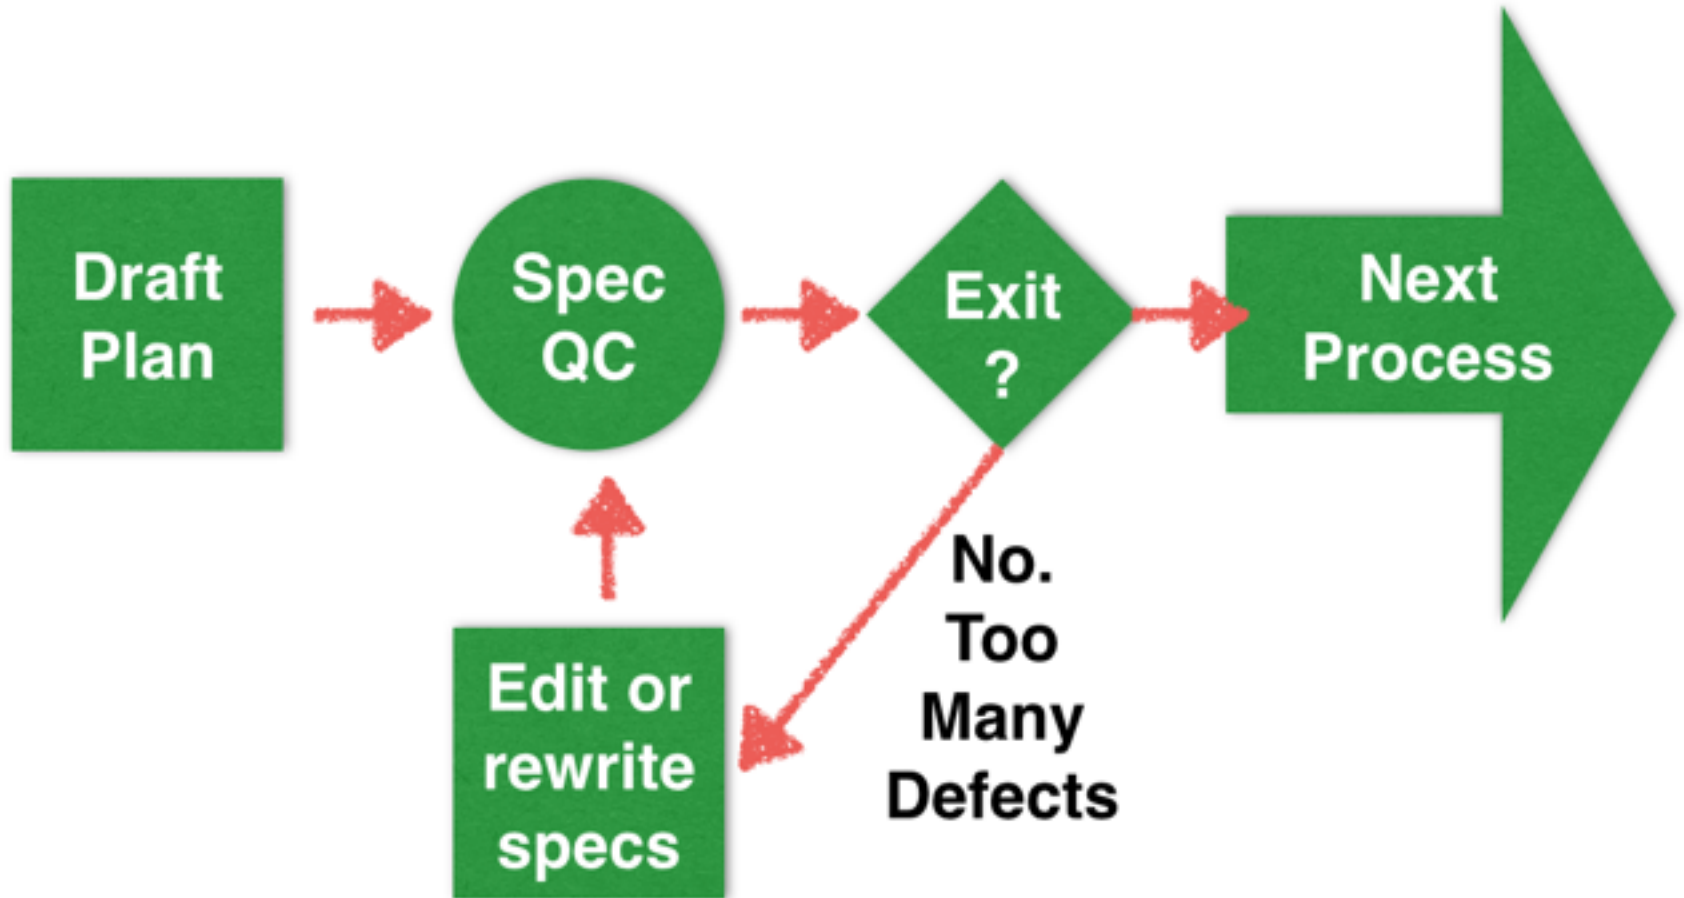 Draft
Plan
Spec
QC
Exit
?
Next
Process
No.
Too
Many
Defects
Edit or
rewrite
specs